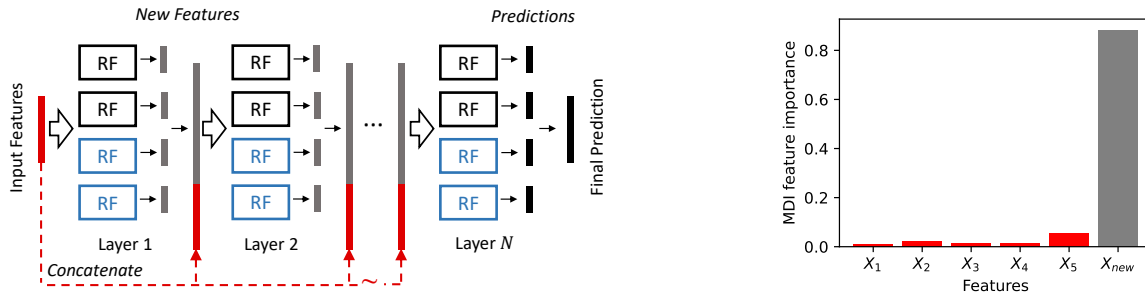 New Features
Predictions
Input Features
RF
RF
RF
RF
Layer 1
RF
RF
RF
RF
Layer 2
...
RF
RF
RF
RF
Layer N
Final Prediction
Concatenate
~
MDI feature importance
0.8
0.6
0.4
0.2
0.0
X1 X2 X3 X4 X5 Xnew
Features